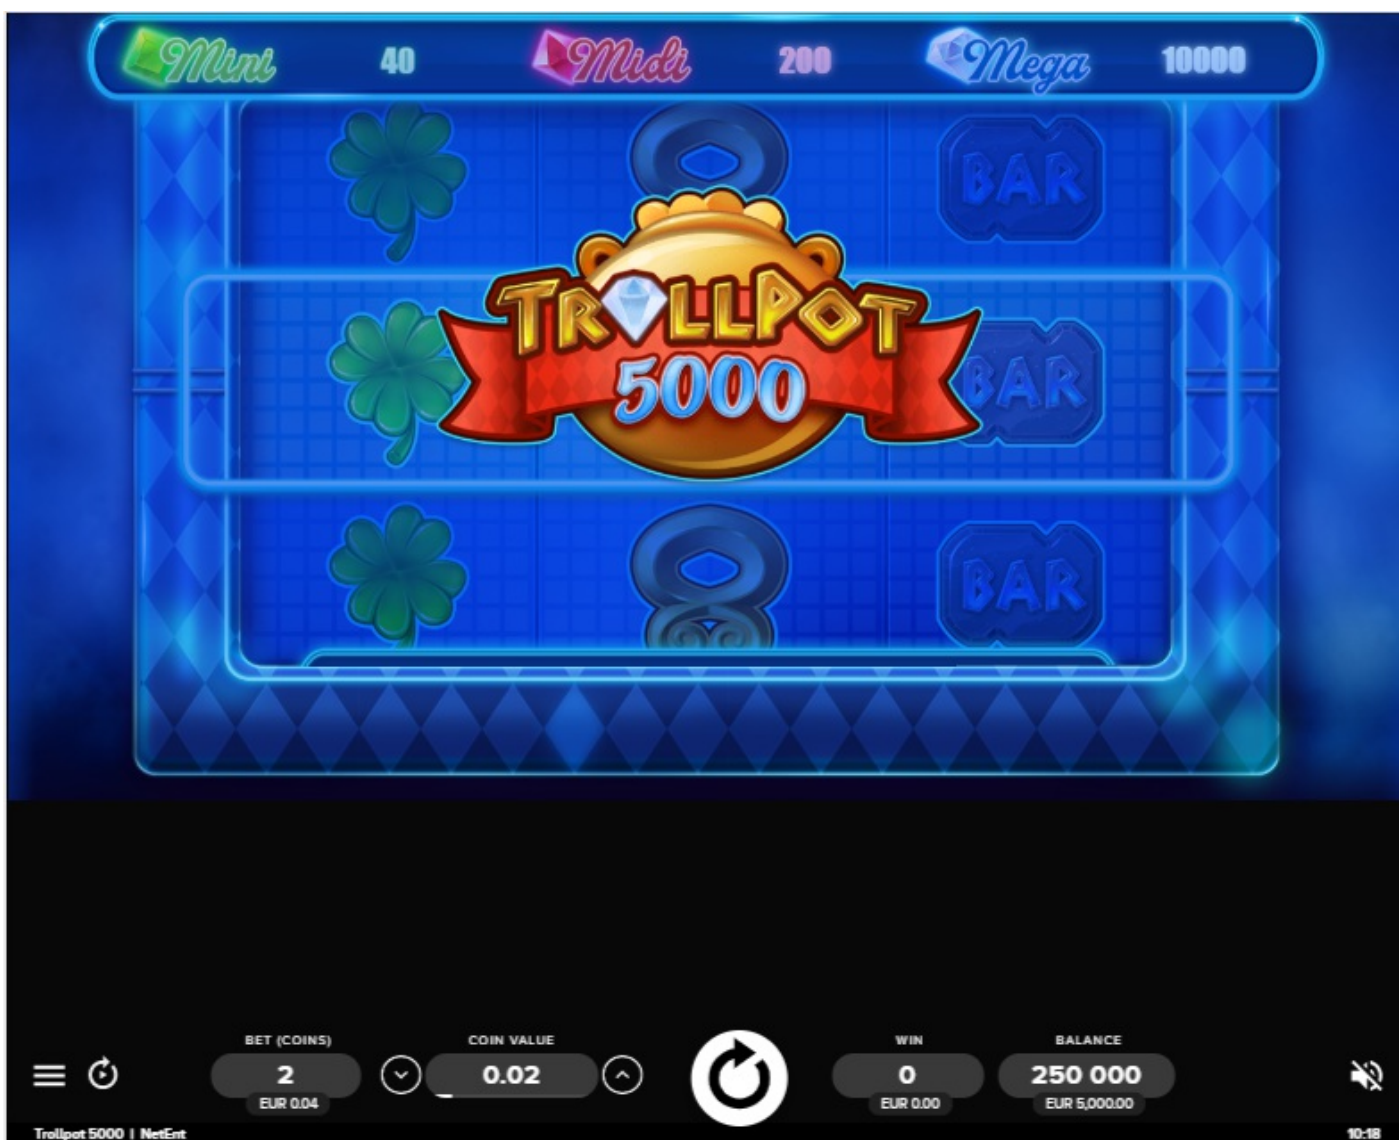 Mini 40 Midi 200 Mega 10000
BAR
TROLLPOT
5000
BAR
BAR
BET (COINS) COIN VALUE WIN BALANCE
2 0.02 0 250 000
EUR 0.04 EUR 0.00 EUR 5,000.00
Trollpot 5000 | NetEnt 10:18